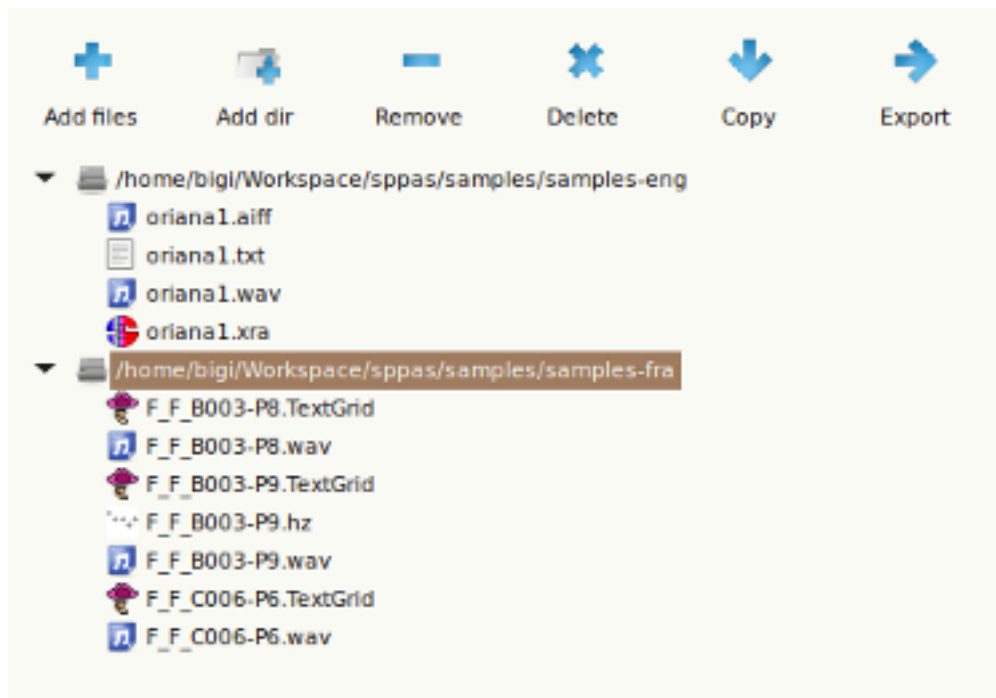 Add files Add dir Remove Delete Copy Export
/home/bigi/Workspace/sppas/samples/samples-eng
oriana1.aiff
oriana1.txt
oriana1.wav
oriana1.xra
/home/bigi/Workspace/sppas/samples/samples-fra
F_F_B003-P8.TextGrid
F_F_B003-P8.wav
F_F_B003-P9.TextGrid
F_F_B003-P9.hz
F_F_B003-P9.wav
F_F_C006-P6.TextGrid
F_F_C006-P6.wav